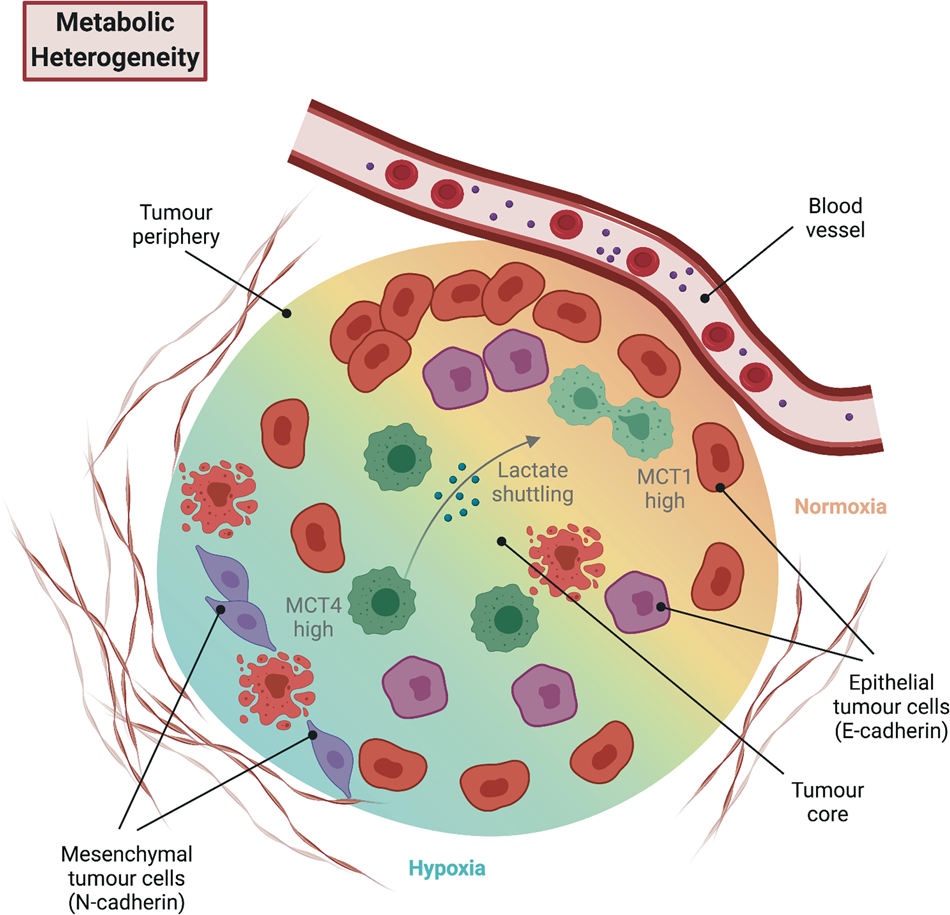 Metabolic
Heterogeneity
Tumour
periphery
Blood
vessel
Lactate
shuttling
MCT1
high
Normoxia
MCT4
high
Epithelial
tumour cells
(E-cadherin)
Tumour
core
Mesenchymal
tumour cells
(N-cadherin)
Hypoxia